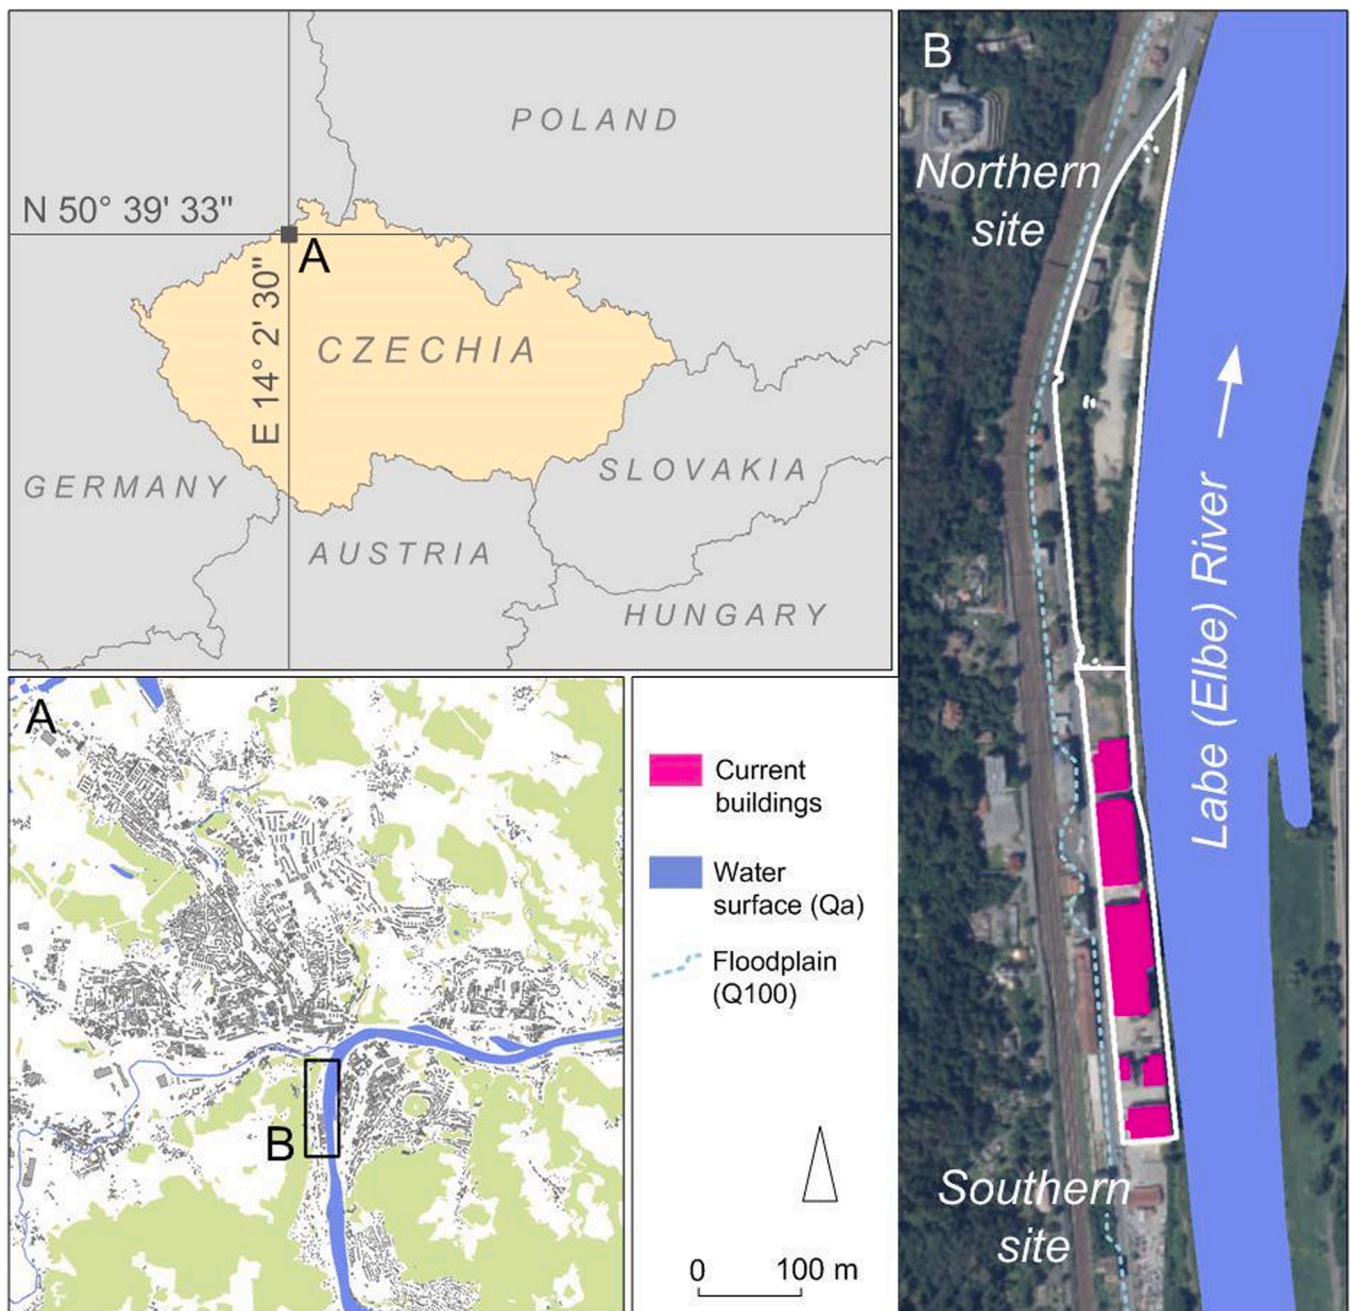 POLAND
N 50° 39' 33"
A
E 14° 2' 30"
CZECHIA
GERMANY
SLOVAKIA
AUSTRIA
HUNGARY
A
B
Current
buildings
Water
surface (Qa)
Floodplain
(Q100)
0 100 m
B
Northern
site
Labe (Elbe) River
Southern
site